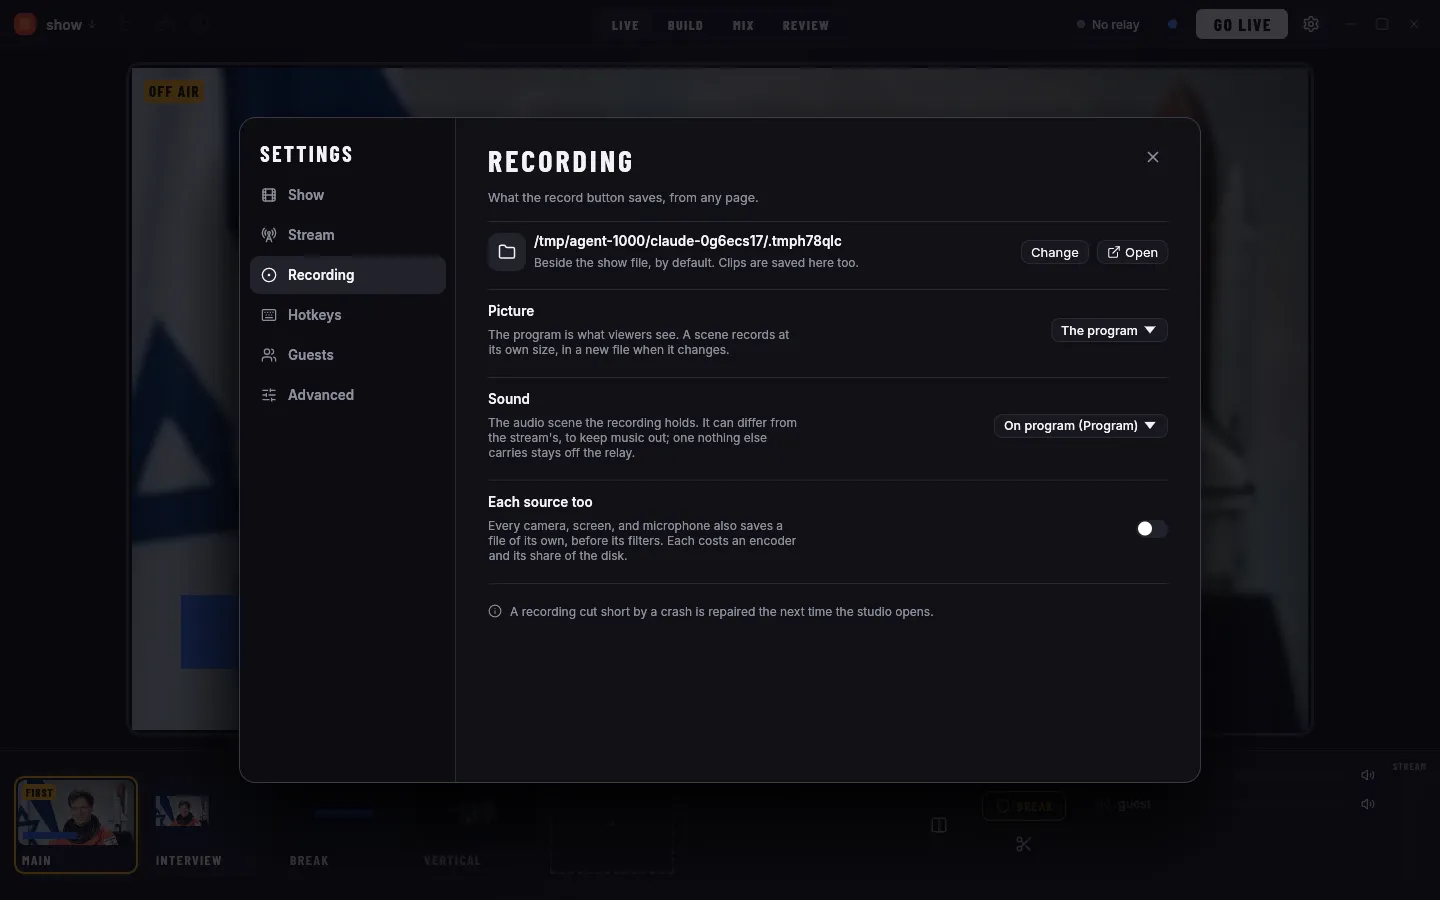 show
LIVE
BUILD
MIX
REVIEW
No relay
GO LIVE
OFF AIR
SETTINGS
Show
Stream
Recording
Hotkeys
Guests
Advanced
RECORDING
What the record button saves, from any page.
/tmp/agent-1000/claude-0g6ecs17/.tmph78qlc
Beside the show file, by default. Clips are saved here too.
Change
Open
Picture
The program is what viewers see. A scene records at
its own size, in a new file when it changes.
The program
Sound
The audio scene the recording holds. It can differ from
the stream's, to keep music out; one nothing else
carries stays off the relay.
On program (Program)
Each source too
Every camera, screen, and microphone also saves a
file of its own, before its filters. Each costs an encoder
and its share of the disk.
A recording cut short by a crash is repaired the next time the studio opens.
FIRST
MAIN
INTERVIEW
BREAK
VERTICAL
BREAK
guest
STREAM